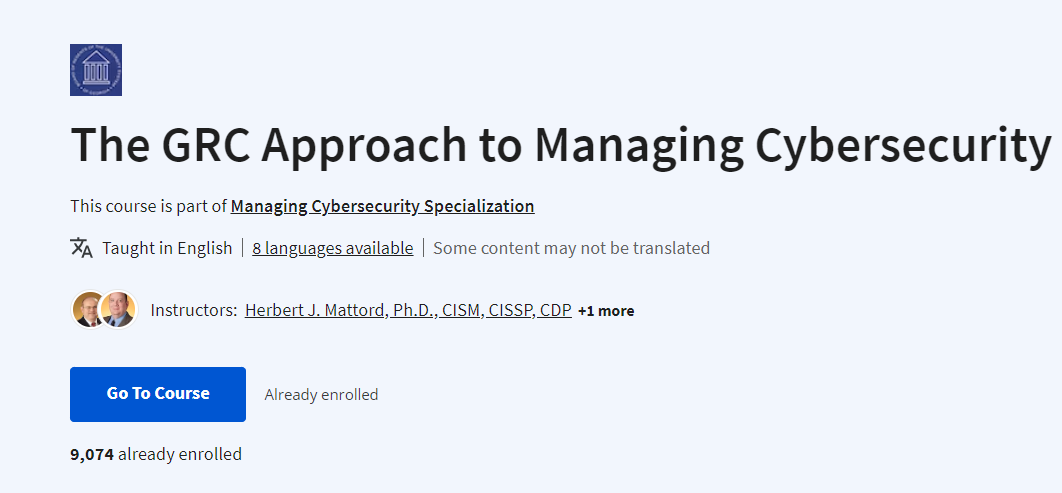 The GRC Approach to Managing Cybersecurity
This course is part of Managing Cybersecurity Specialization
Taught in English | 8 languages available | Some content may not be translated
Instructors: Herbert J. Mattord, Ph.D., CISM, CISSP, CDP +1 more
Go To Course Already enrolled
9,074 already enrolled